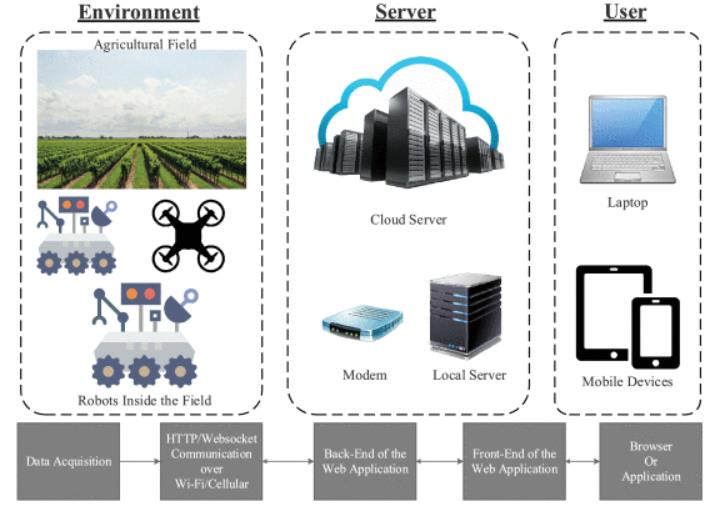 Environment
Server
User
Agricultural Field
Cloud Server
Laptop
Modem
Local Server
Mobile Devices
Robots Inside the Field
Data Acquisition
HTTP/Websocket
Communication
over
Wi-Fi/Cellular
Back-End of the
Web Application
Front-End of the
Web Application
Browser
Or
Application